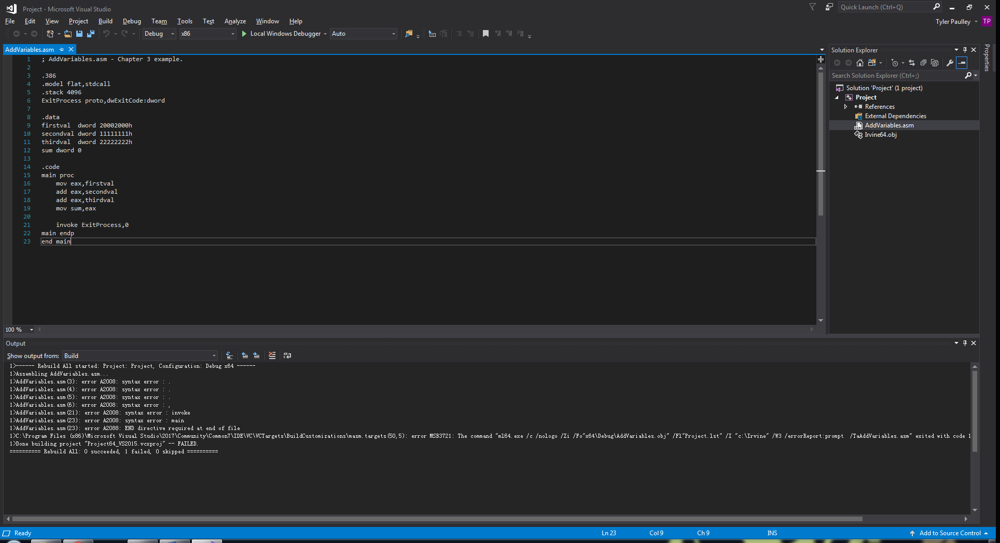 Project - Microsoft Visual Studio
Quick Launch (Ctrl+Q)
File Edit View Project Build Debug Team Tools Test Analyze Window Help
Tyler Paulley TP
Debug x86 Local Windows Debugger Auto
AddVariables.asm
1 ; AddVariables.asm - Chapter 3 example.
2
3 .386
4 .model flat,stdcall
5 .stack 4096
6 ExitProcess proto,dwExitCode:dword
7
8 .data
9 firstval  dword 20002000h
10 secondval dword 11111111h
11 thirdval  dword 22222222h
12 sum dword 0
13
14 .code
15 main proc
16 mov eax,firstval
17 add eax,secondval
18 add eax,thirdval
19 mov sum,eax
20
21 invoke ExitProcess,0
22 main endp
23 end main
100 %
Solution Explorer
Search Solution Explorer (Ctrl+;)
Solution 'Project' (1 project)
Project
References
External Dependencies
AddVariables.asm
Irvine64.obj
Properties
Output
Show output from: Build
1>------ Rebuild All started: Project: Project, Configuration: Debug x64 ------
1>Assembling AddVariables.asm...
1>AddVariables.asm(3): error A2008: syntax error : .
1>AddVariables.asm(4): error A2008: syntax error : .
1>AddVariables.asm(5): error A2008: syntax error : .
1>AddVariables.asm(6): error A2008: syntax error : ,
1>AddVariables.asm(21): error A2008: syntax error : invoke
1>AddVariables.asm(23): error A2008: syntax error : main
1>AddVariables.asm(23): error A2088: END directive required at end of file
1>C:\Program Files (x86)\Microsoft Visual Studio\2017\Community\Common7\IDE\VC\VCTargets\BuildCustomizations\masm.targets(50,5): error MSB3721: The command "ml64.exe /c /nologo /Zi /Fo"x64\Debug\AddVariables.obj" /Fl"Project.lst" /I "c:\Irvine" /W3 /errorReport:prompt  /TaAddVariables.asm" exited with code 1
1>Done building project "Project64_VS2015.vcxproj" -- FAILED.
========== Rebuild All: 0 succeeded, 1 failed, 0 skipped ==========
Ready Ln 23 Col 9 Ch 9 INS Add to Source Control